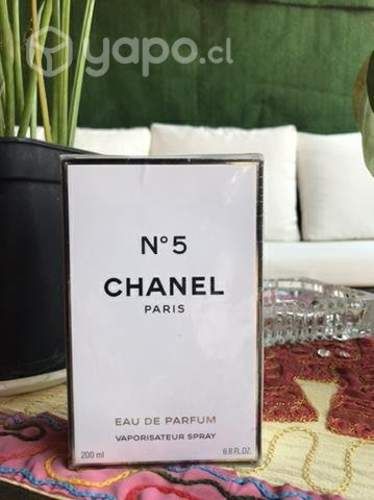 yapo.cl
N°5
CHANEL
PARIS
EAU DE PARFUM
VAPORISATEUR SPRAY
200 ml 6.8 FL.OZ.